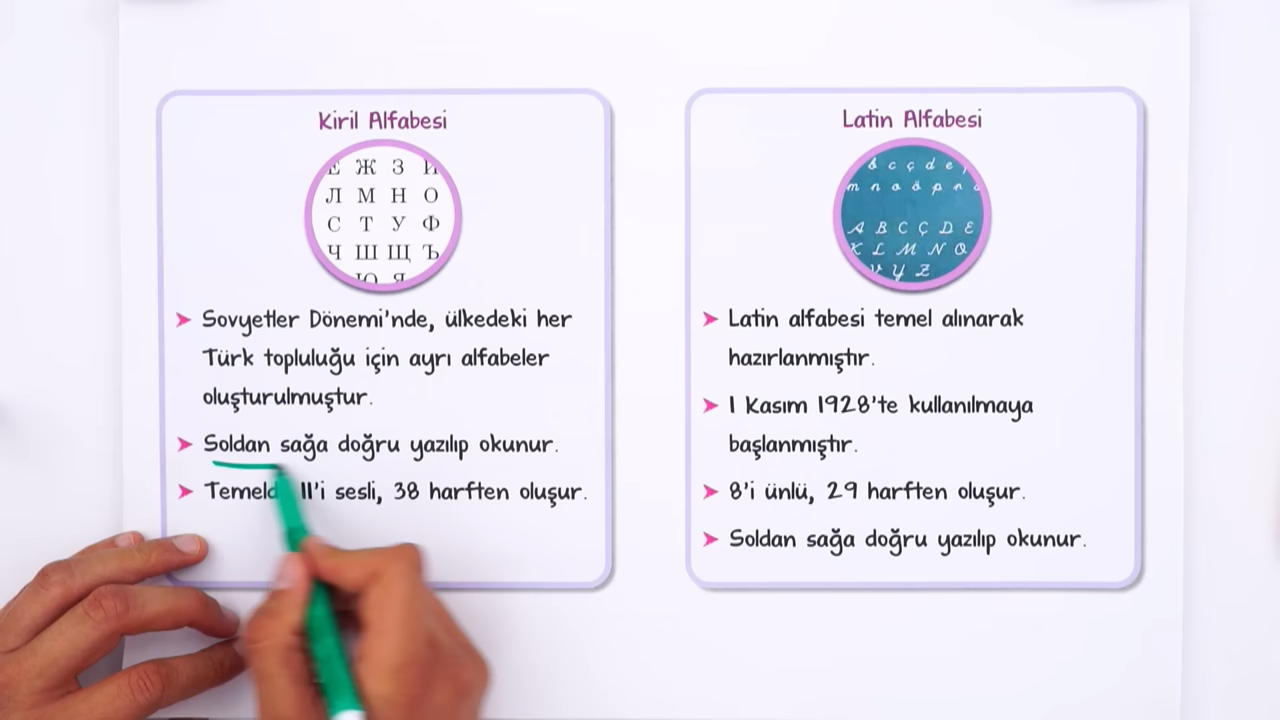 Kiril Alfabesi
Е Ж З И
Л М Н О
С Т У Ф
Ч Ш Щ Ъ
Ю Я
Sovyetler Dönemi'nde, ülkedeki her
Türk topluluğu için ayrı alfabeler
oluşturulmuştur.
Soldan sağa doğru yazılıp okunur.
11'i sesli, 38 harften oluşur.
Latin Alfabesi
b c ç d e
m n o ö p
A B C Ç D E
K L M N O
V Y Z
Latin alfabesi temel alınarak
hazırlanmıştır.
1 Kasım 1928'te kullanılmaya
başlanmıştır.
8'i ünlü, 29 harften oluşur.
Soldan sağa doğru yazılıp okunur.